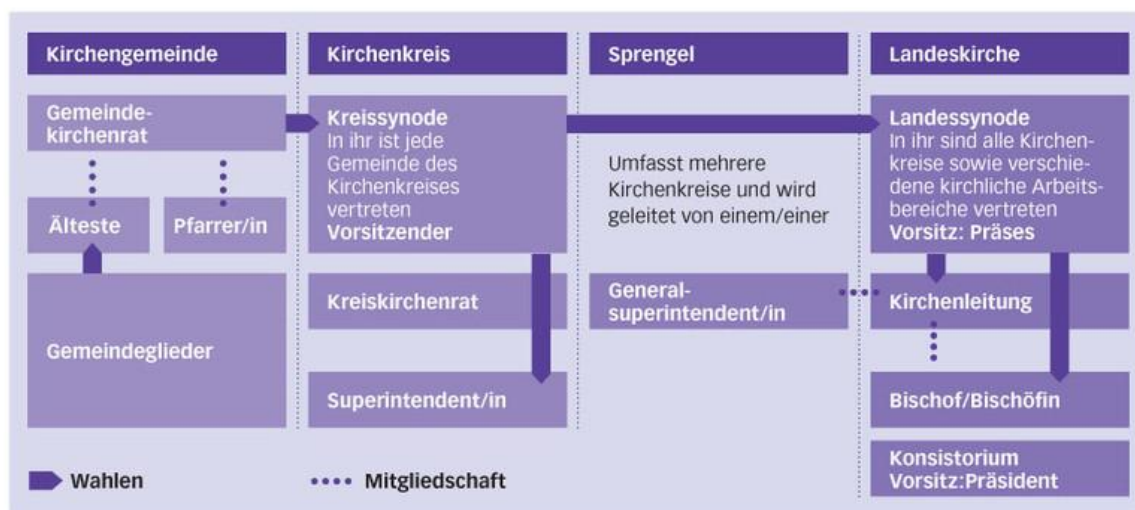 Kirchengemeinde
Gemeinde-
kirchenrat
Älteste
Pfarrer/in
Gemeindeglieder
Kirchenkreis
Kreissynode
In ihr ist jede
Gemeinde des
Kirchenkreises
vertreten
Vorsitzender
Kreiskirchenrat
Superintendent/in
Sprengel
Umfasst mehrere
Kirchenkreise und wird
geleitet von einem/einer
General-
superintendent/in
Landeskirche
Landessynode
In ihr sind alle Kirchen-
kreise sowie verschie-
dene kirchliche Arbeits-
bereiche vertreten
Vorsitz: Präses
Kirchenleitung
Bischof/Bischöfin
Konsistorium
Vorsitz:Präsident
Wahlen
Mitgliedschaft